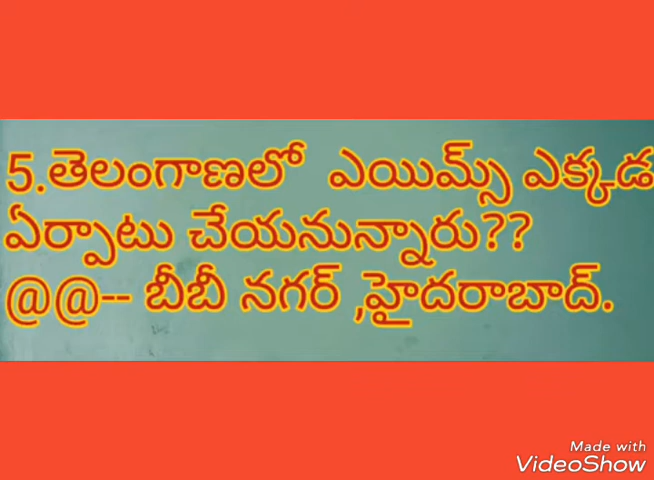 5.తెలంగాణలో ఎయిమ్స్ ఎక్కడ
ఏర్పాటు చేయనున్నారు??
@@-- బీబీ నగర్ ,హైదరాబాద్.
Made with
VideoShow